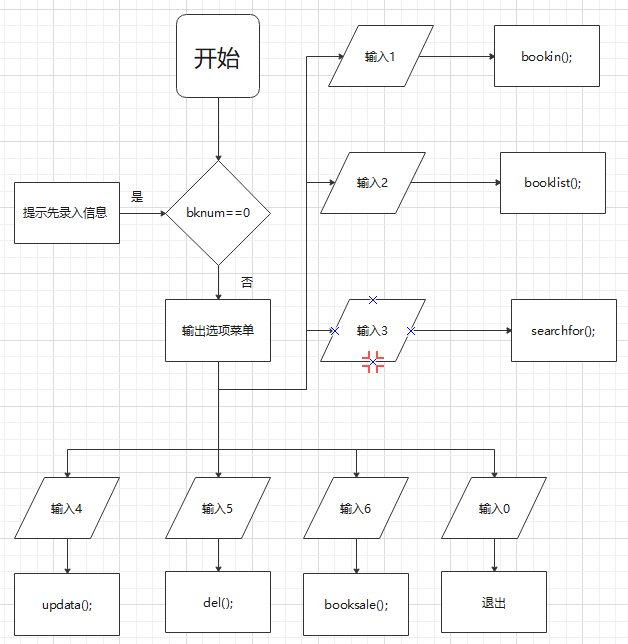 开始
输入1
bookin();
输入2
booklist();
提示先录入信息
是
bknum==0
否
输出选项菜单
输入3
searchfor();
输入4
输入5
输入6
输入0
updata();
del();
booksale();
退出